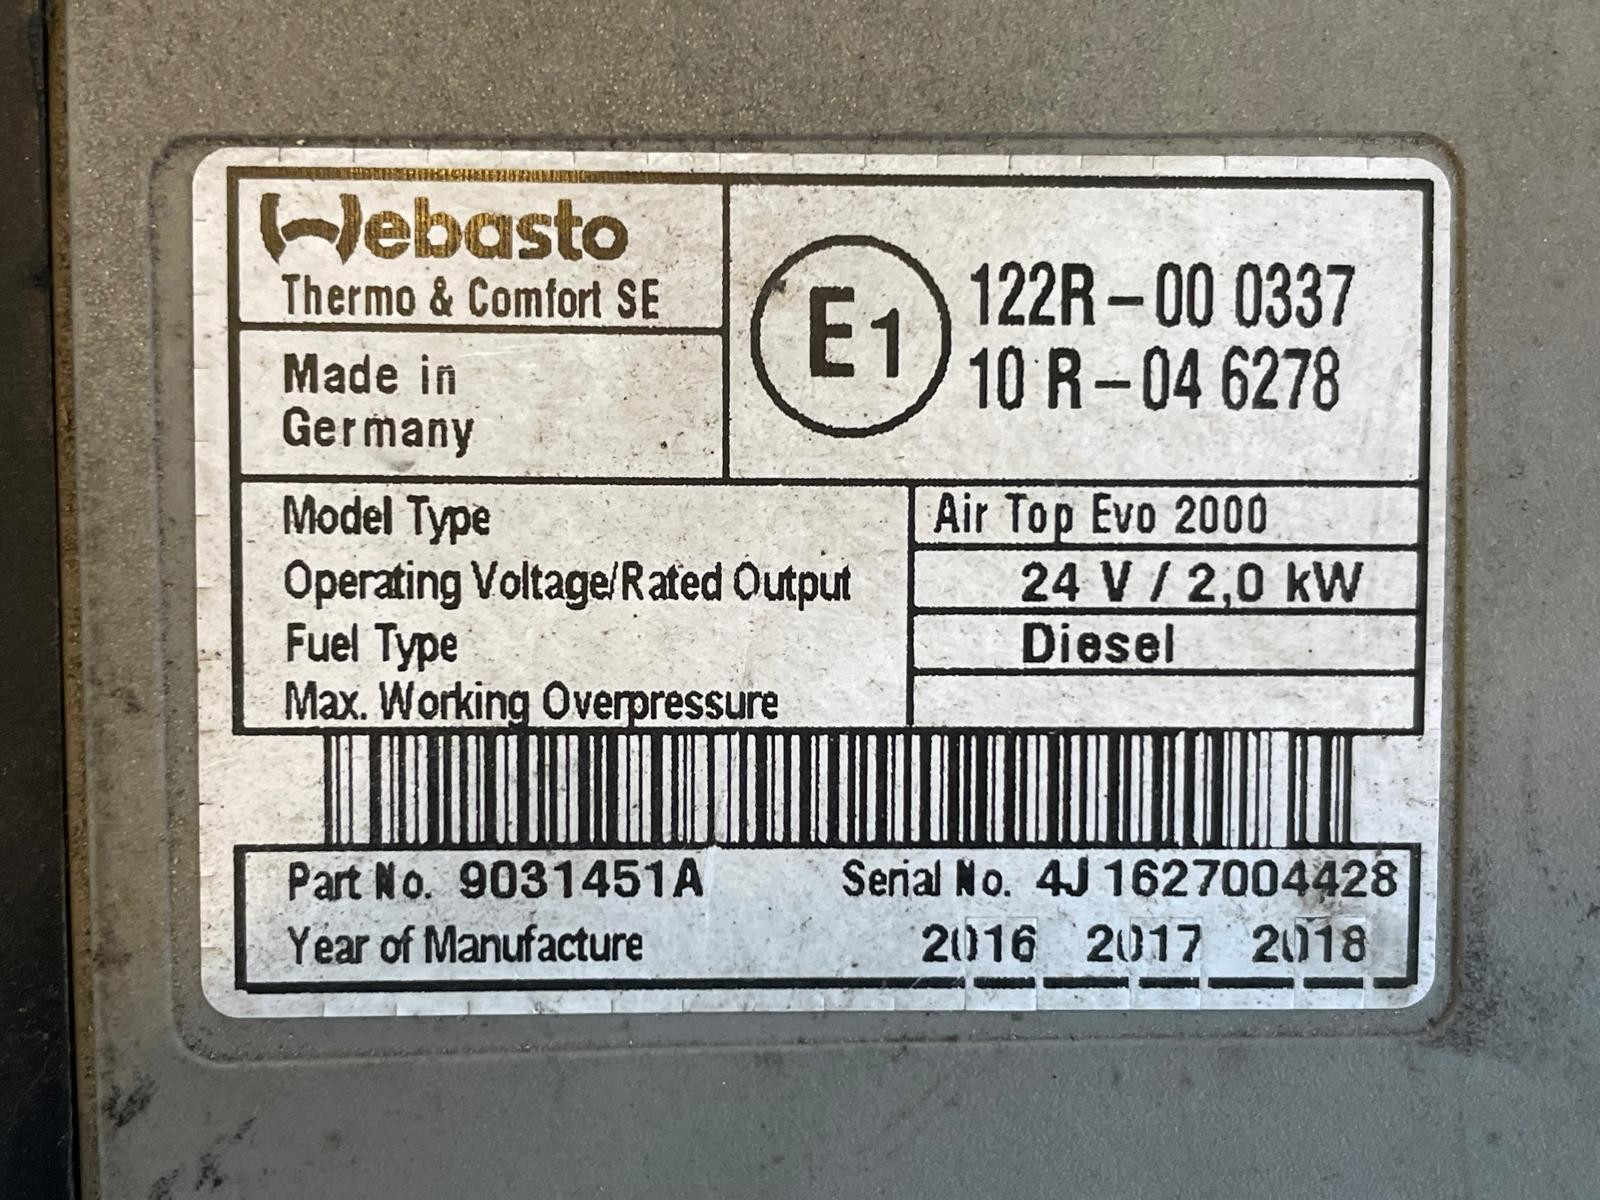 Webasto
Thermo & Comfort SE
Made in
Germany
E1
122R-00 0337
10 R-04 6278
Model Type Air Top Evo 2000
Operating Voltage/Rated Output 24 V / 2,0 kW
Fuel Type Diesel
Max. Working Overpressure
Part No. 9031451A Serial No. 4J1627004428
Year of Manufacture 2016 2017 2018